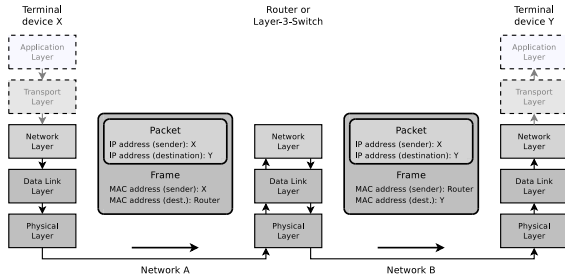 Terminal
device X
Application
Layer
Transport
Layer
Network
Layer
Data Link
Layer
Physical
Layer
Packet
IP address (sender): X
IP address (destination): Y
Frame
MAC address (sender): X
MAC address (dest.): Router
Network A
Router or
Layer-3-Switch
Network
Layer
Data Link
Layer
Physical
Layer
Packet
IP address (sender): X
IP address (destination): Y
Frame
MAC address (sender): Router
MAC address (dest.): Y
Network B
Terminal
device Y
Application
Layer
Transport
Layer
Network
Layer
Data Link
Layer
Physical
Layer